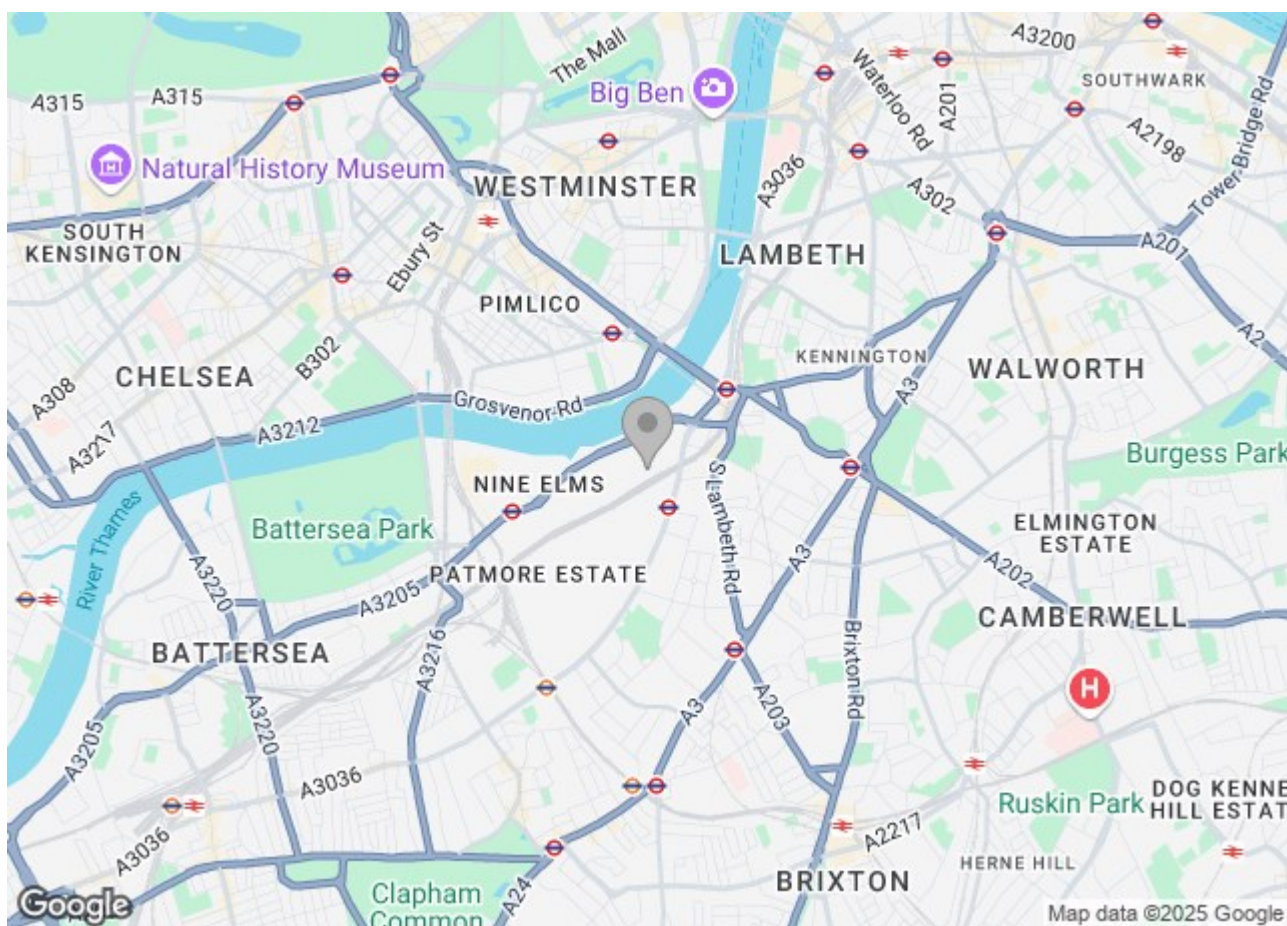 The Mall
A3200
SOUTHWARK
A315
A315
Big Ben
Waterloo Rd
A201
A2198
Tower Bridge Rd
Natural History Museum
WESTMINSTER
A3036
A302
SOUTH
KENSINGTON
Ebury St
LAMBETH
A201
PIMLICO
A2
B302
KENNINGTON
WALWORTH
CHELSEA
A308
Grosvenor Rd
A3
A3212
A3217
Burgess Park
NINE ELMS
S Lambeth Rd
River Thames
Battersea Park
ELMINGTON
ESTATE
A3220
PATMORE ESTATE
A3
A202
A3205
CAMBERWELL
BATTERSEA
A3216
Brixton Rd
H
A3220
A3
A203
A3205
A3036
DOG KENNE
HILL ESTAT
Ruskin Park
A3036
A2217
HERNE HILL
Clapham
Common
A24
BRIXTON
Google
Map data ©2025 Google